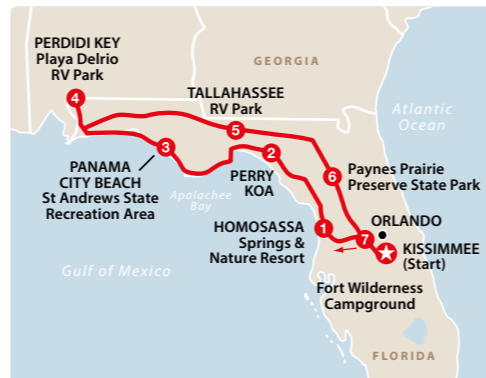 GEORGIA
PERDIDI KEY
Playa Delrio
RV Park
4
TALLAHASSEE
RV Park
5
Atlantic
Ocean
3
2
PANAMA
CITY BEACH
St Andrews State
Recreation Area
Apalachee
Bay
PERRY
KOA
6
Paynes Prairie
Preserve State Park
HOMOSASSA
Springs &
Nature Resort
1
7
ORLANDO
KISSIMMEE
(Start)
Gulf of Mexico
Fort Wilderness
Campground
FLORIDA